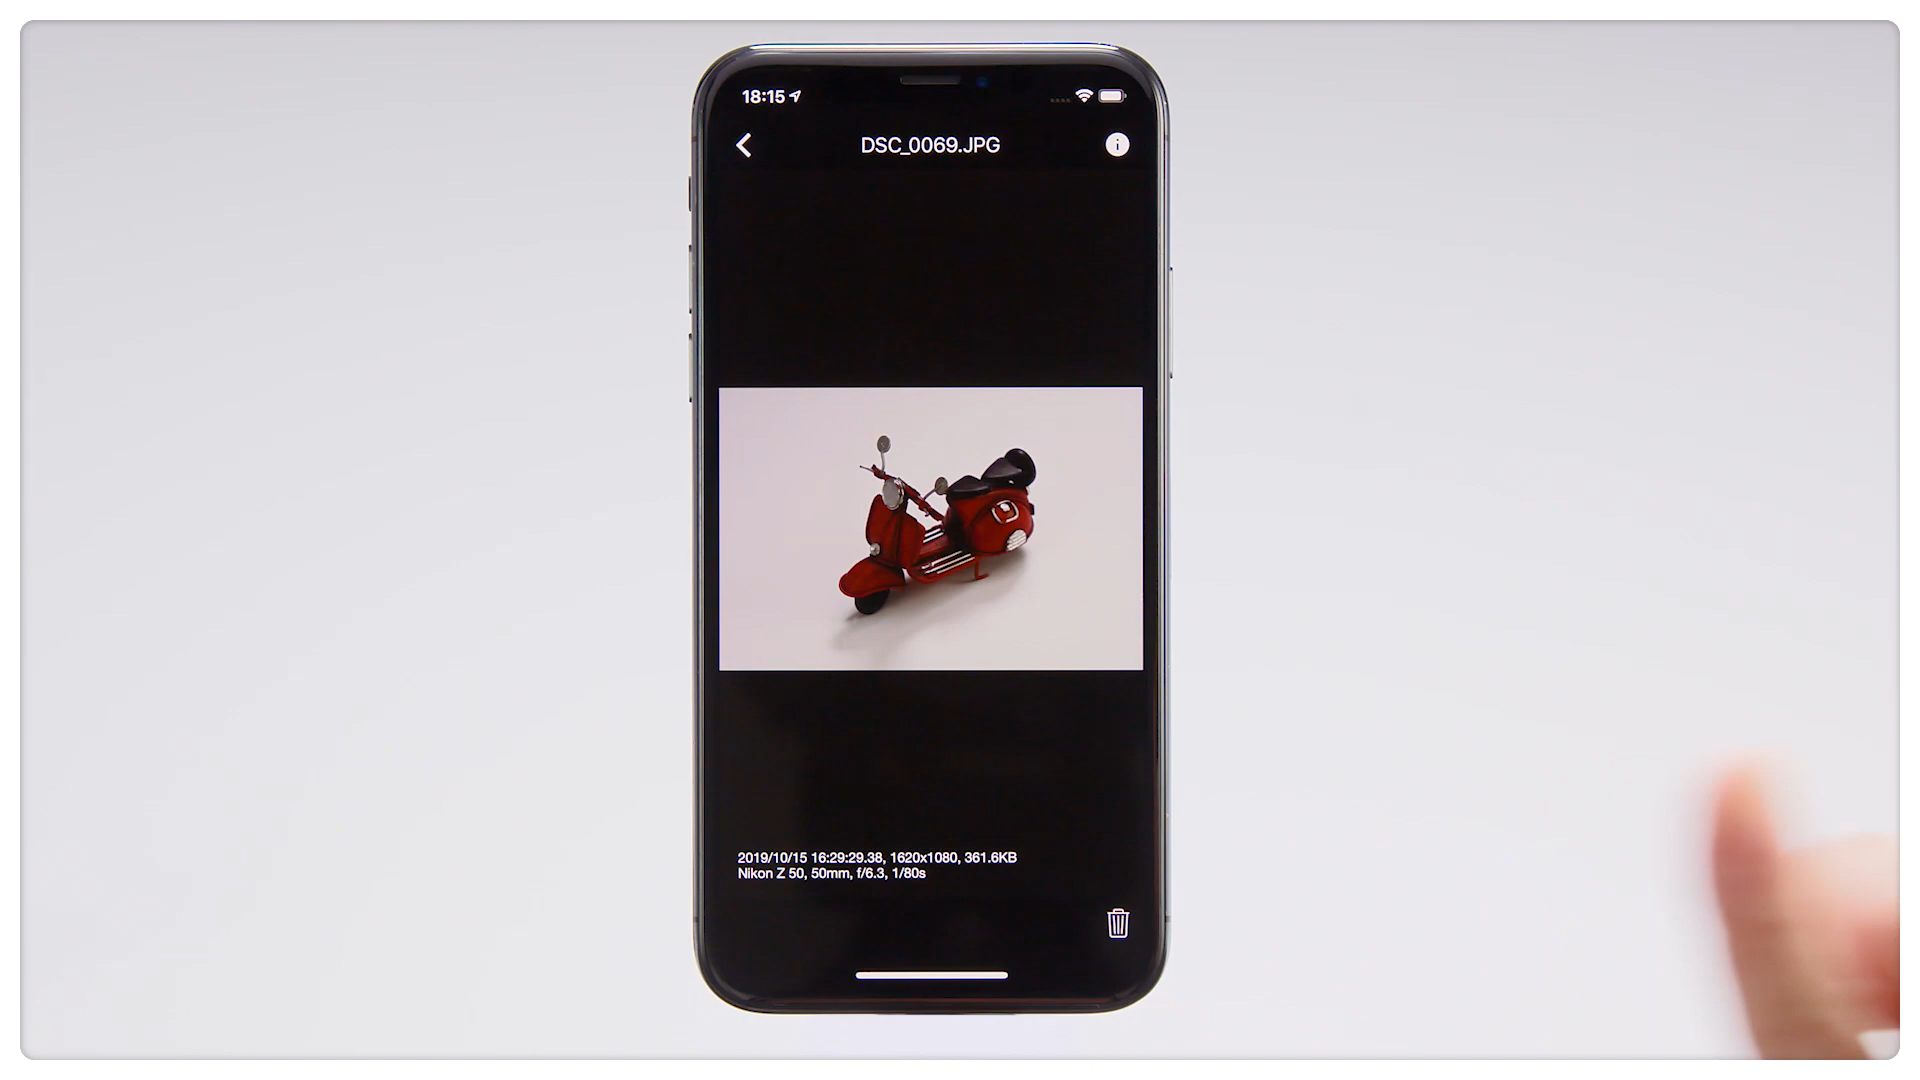 18:15
DSC_0069.JPG
2019/10/15 16:29:29.38, 1620x1080, 361.6KB
Nikon Z 50, 50mm, f/6.3, 1/80s